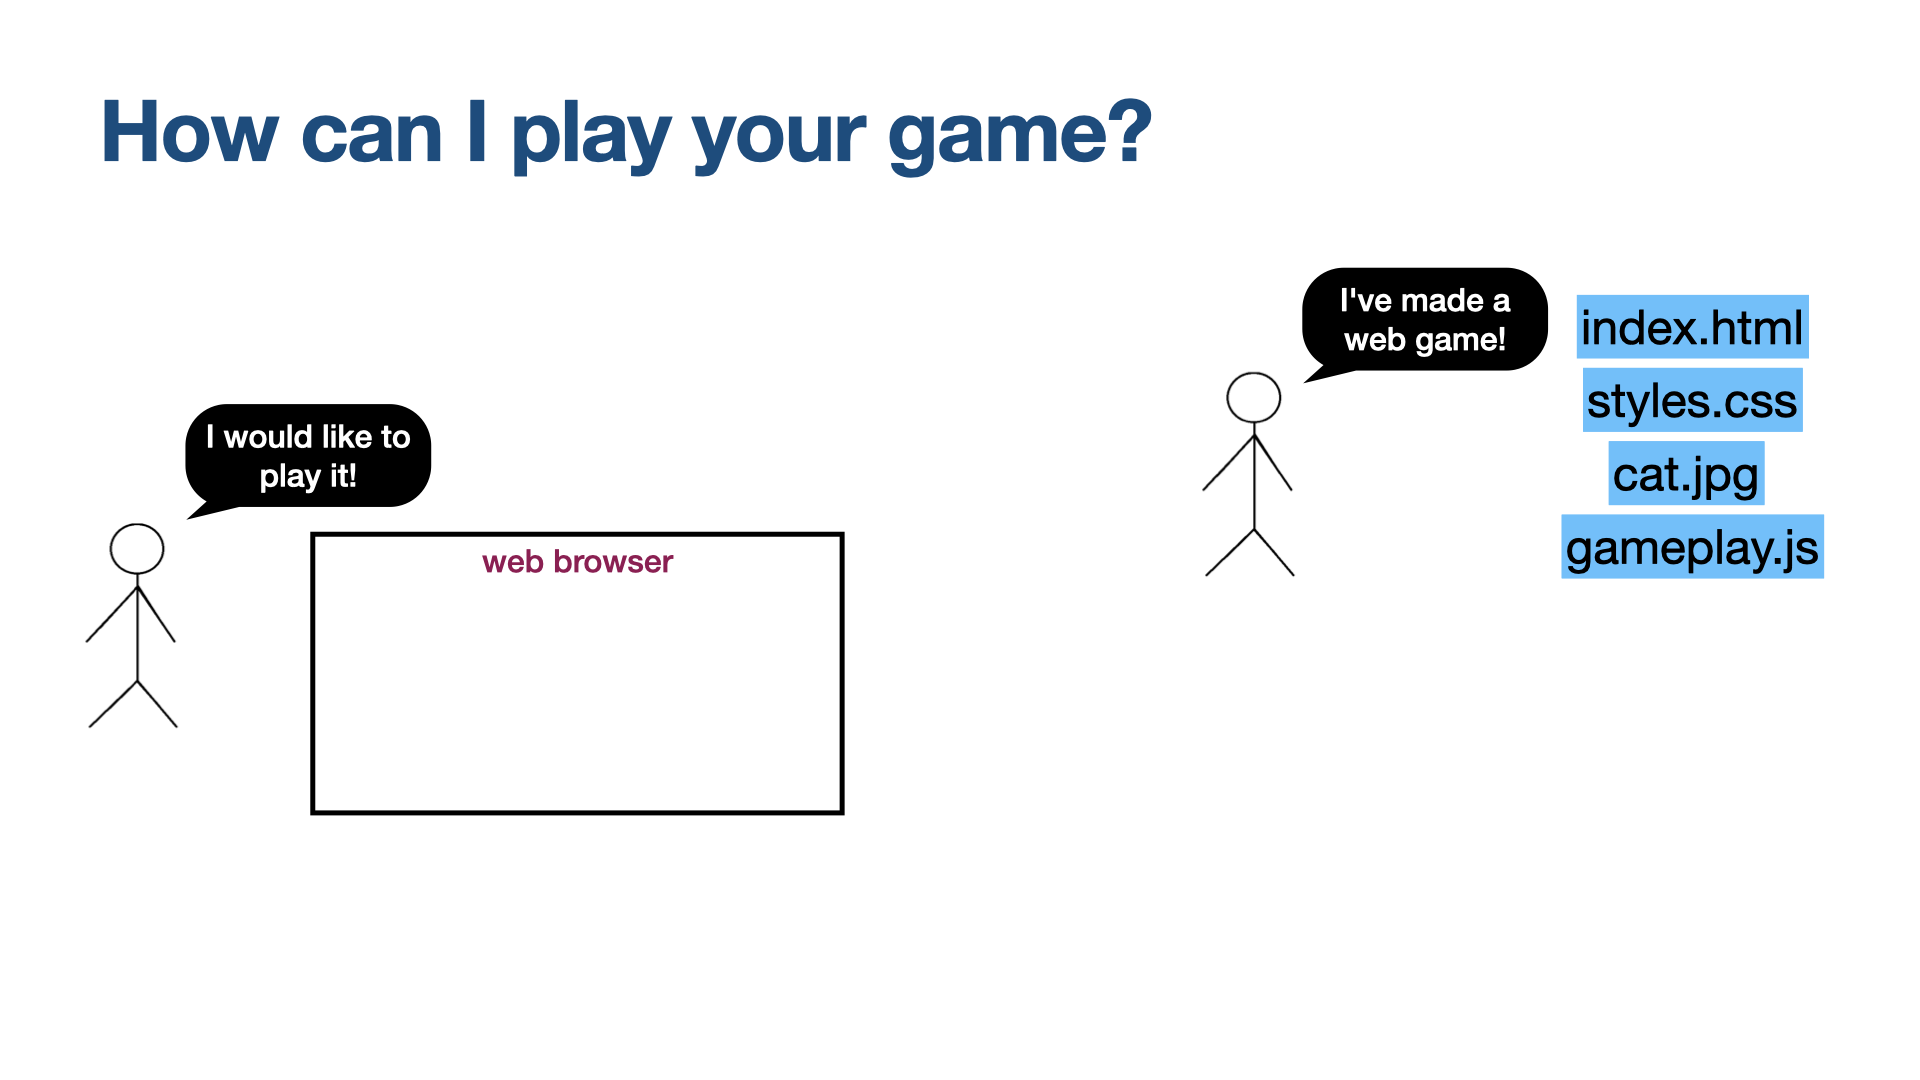 How can I play your game?
I would like to
play it!
web browser
I've made a
web game!
index.html
styles.css
cat.jpg
gameplay.js